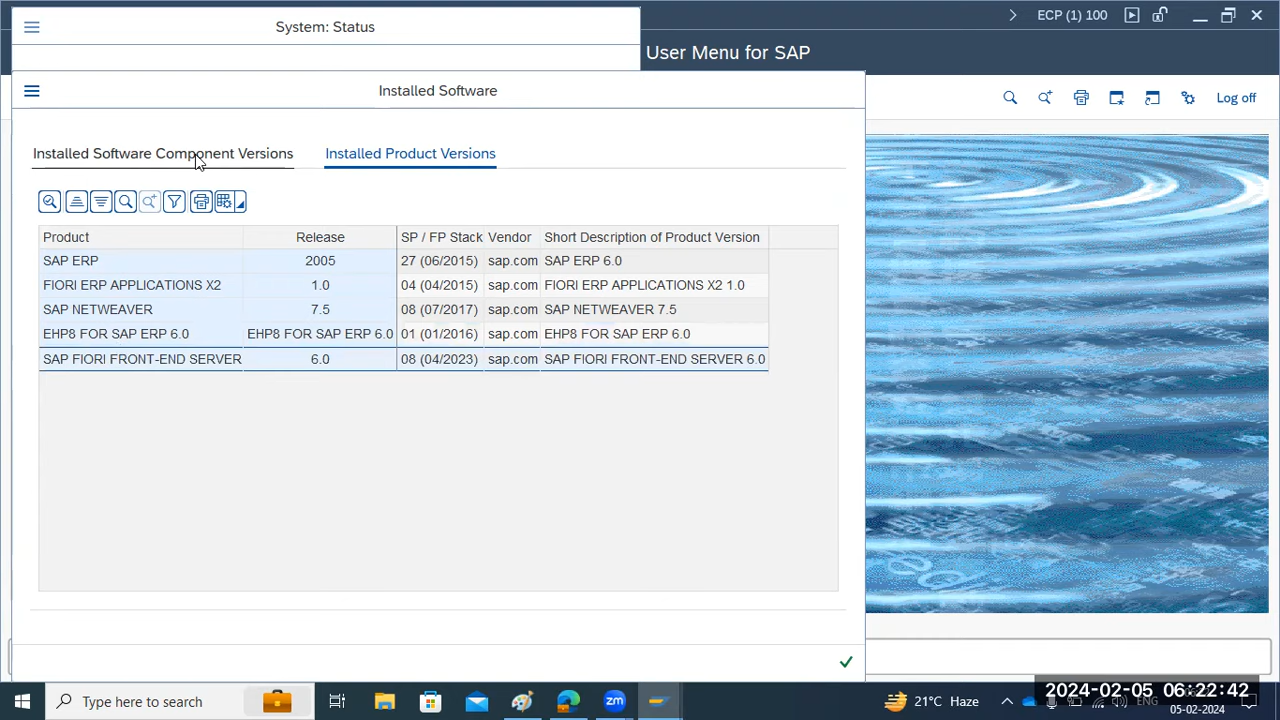 System: Status
ECP (1) 100
User Menu for SAP
Installed Software
Log off
Installed Software Component Versions
Installed Product Versions
Product Release SP / FP Stack Vendor Short Description of Product Version
SAP ERP 2005 27 (06/2015) sap.com SAP ERP 6.0
FIORI ERP APPLICATIONS X2 1.0 04 (04/2015) sap.com FIORI ERP APPLICATIONS X2 1.0
SAP NETWEAVER 7.5 08 (07/2017) sap.com SAP NETWEAVER 7.5
EHP8 FOR SAP ERP 6.0 EHP8 FOR SAP ERP 6.0 01 (01/2016) sap.com EHP8 FOR SAP ERP 6.0
SAP FIORI FRONT-END SERVER 6.0 08 (04/2023) sap.com SAP FIORI FRONT-END SERVER 6.0
Type here to search
zm
21°C Haze
ENG
2024-02-05 06:22:42
05-02-2024